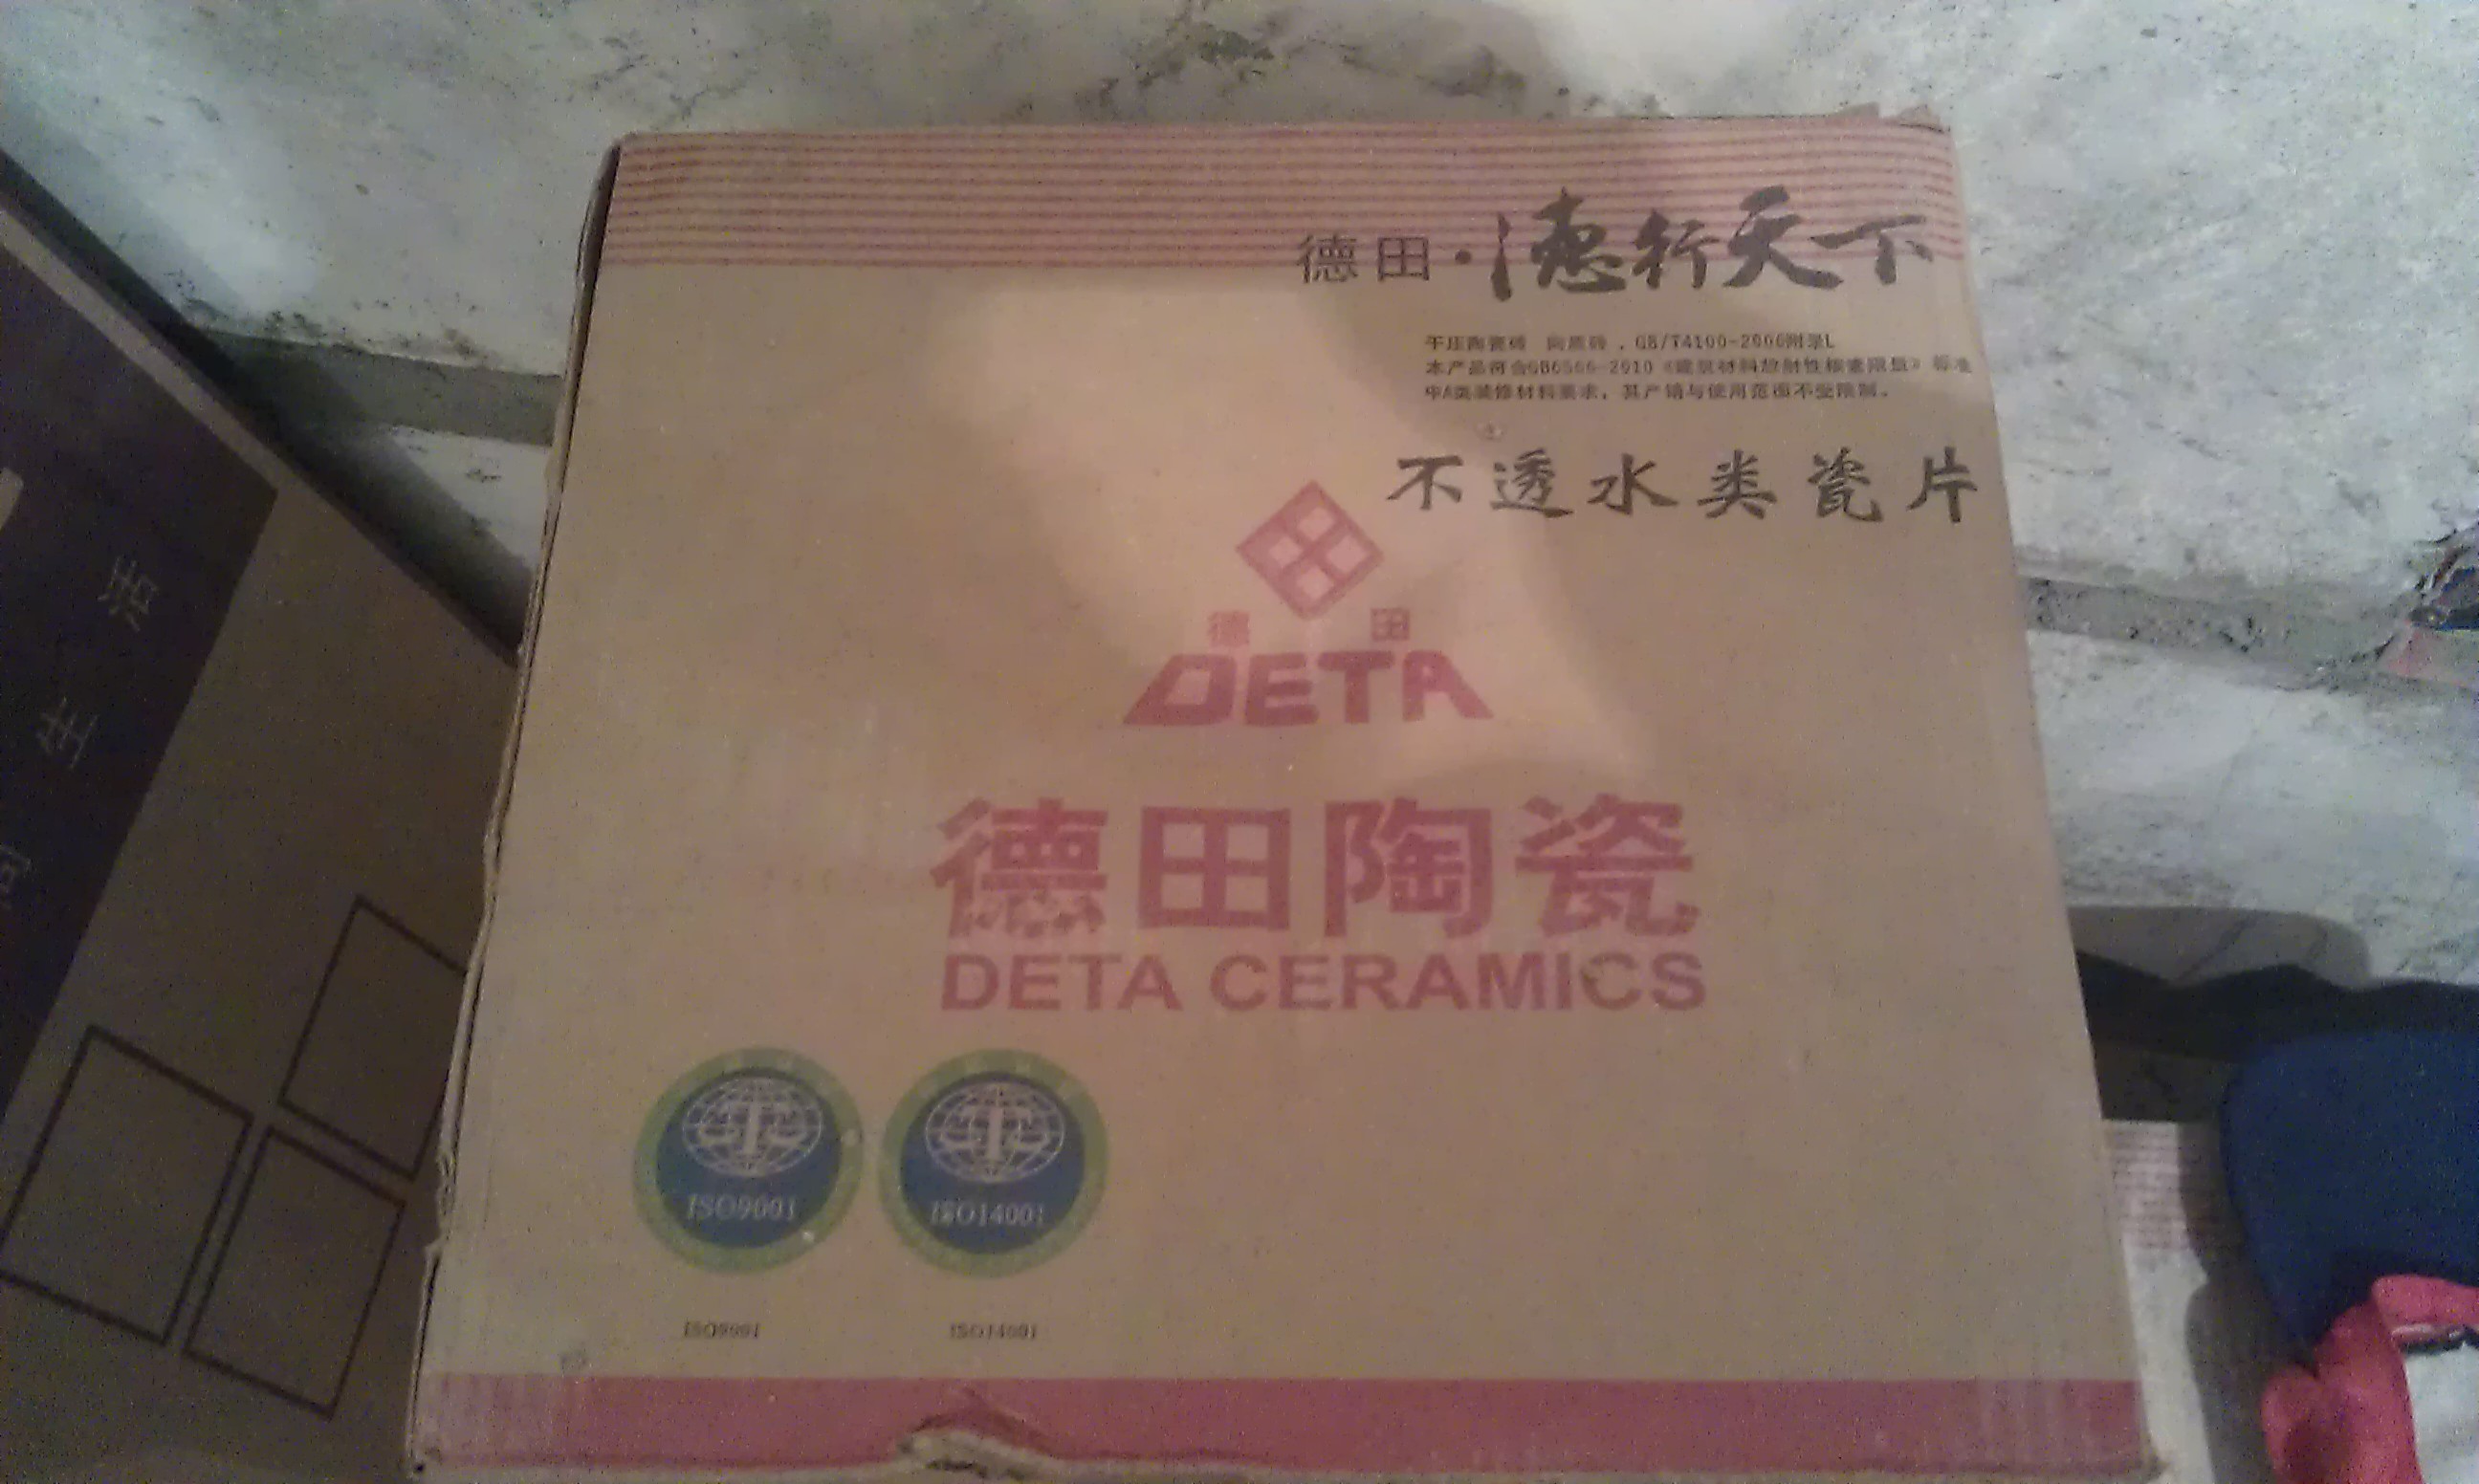 德田·德行天下
干压陶瓷砖 陶质砖，GB/T4100-2006附录L
本产品符合GB6566-2010《建筑材料放射性核素限量》标准
中A类装修材料要求，其产销与使用范围不受限制。
不透水类瓷片
德田
DETA
德田陶瓷
DETA CERAMICS
ISO9001 ISO14001
ISO9001 ISO14001
生活